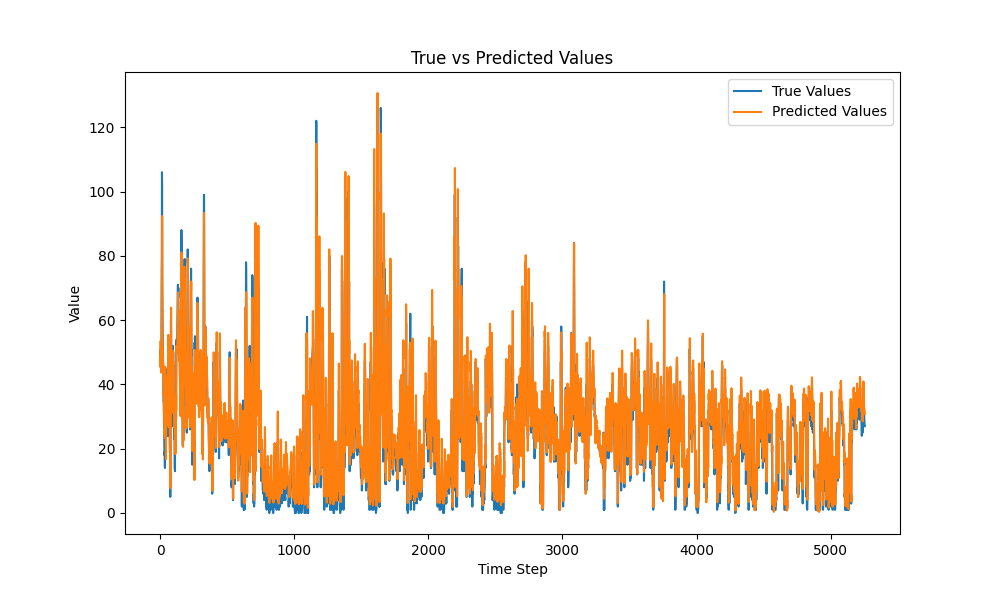 True vs Predicted Values
True Values
Predicted Values
120
100
80
60
40
20
0
Value
0 1000 2000 3000 4000 5000
Time Step